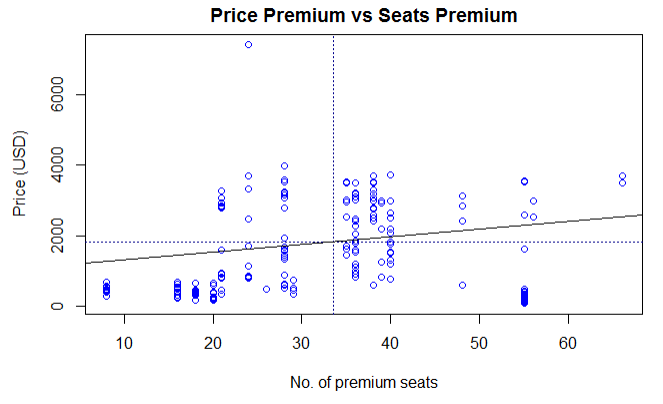 Price Premium vs Seats Premium
Price (USD)
6000
4000
2000
0
10 20 30 40 50 60
No. of premium seats